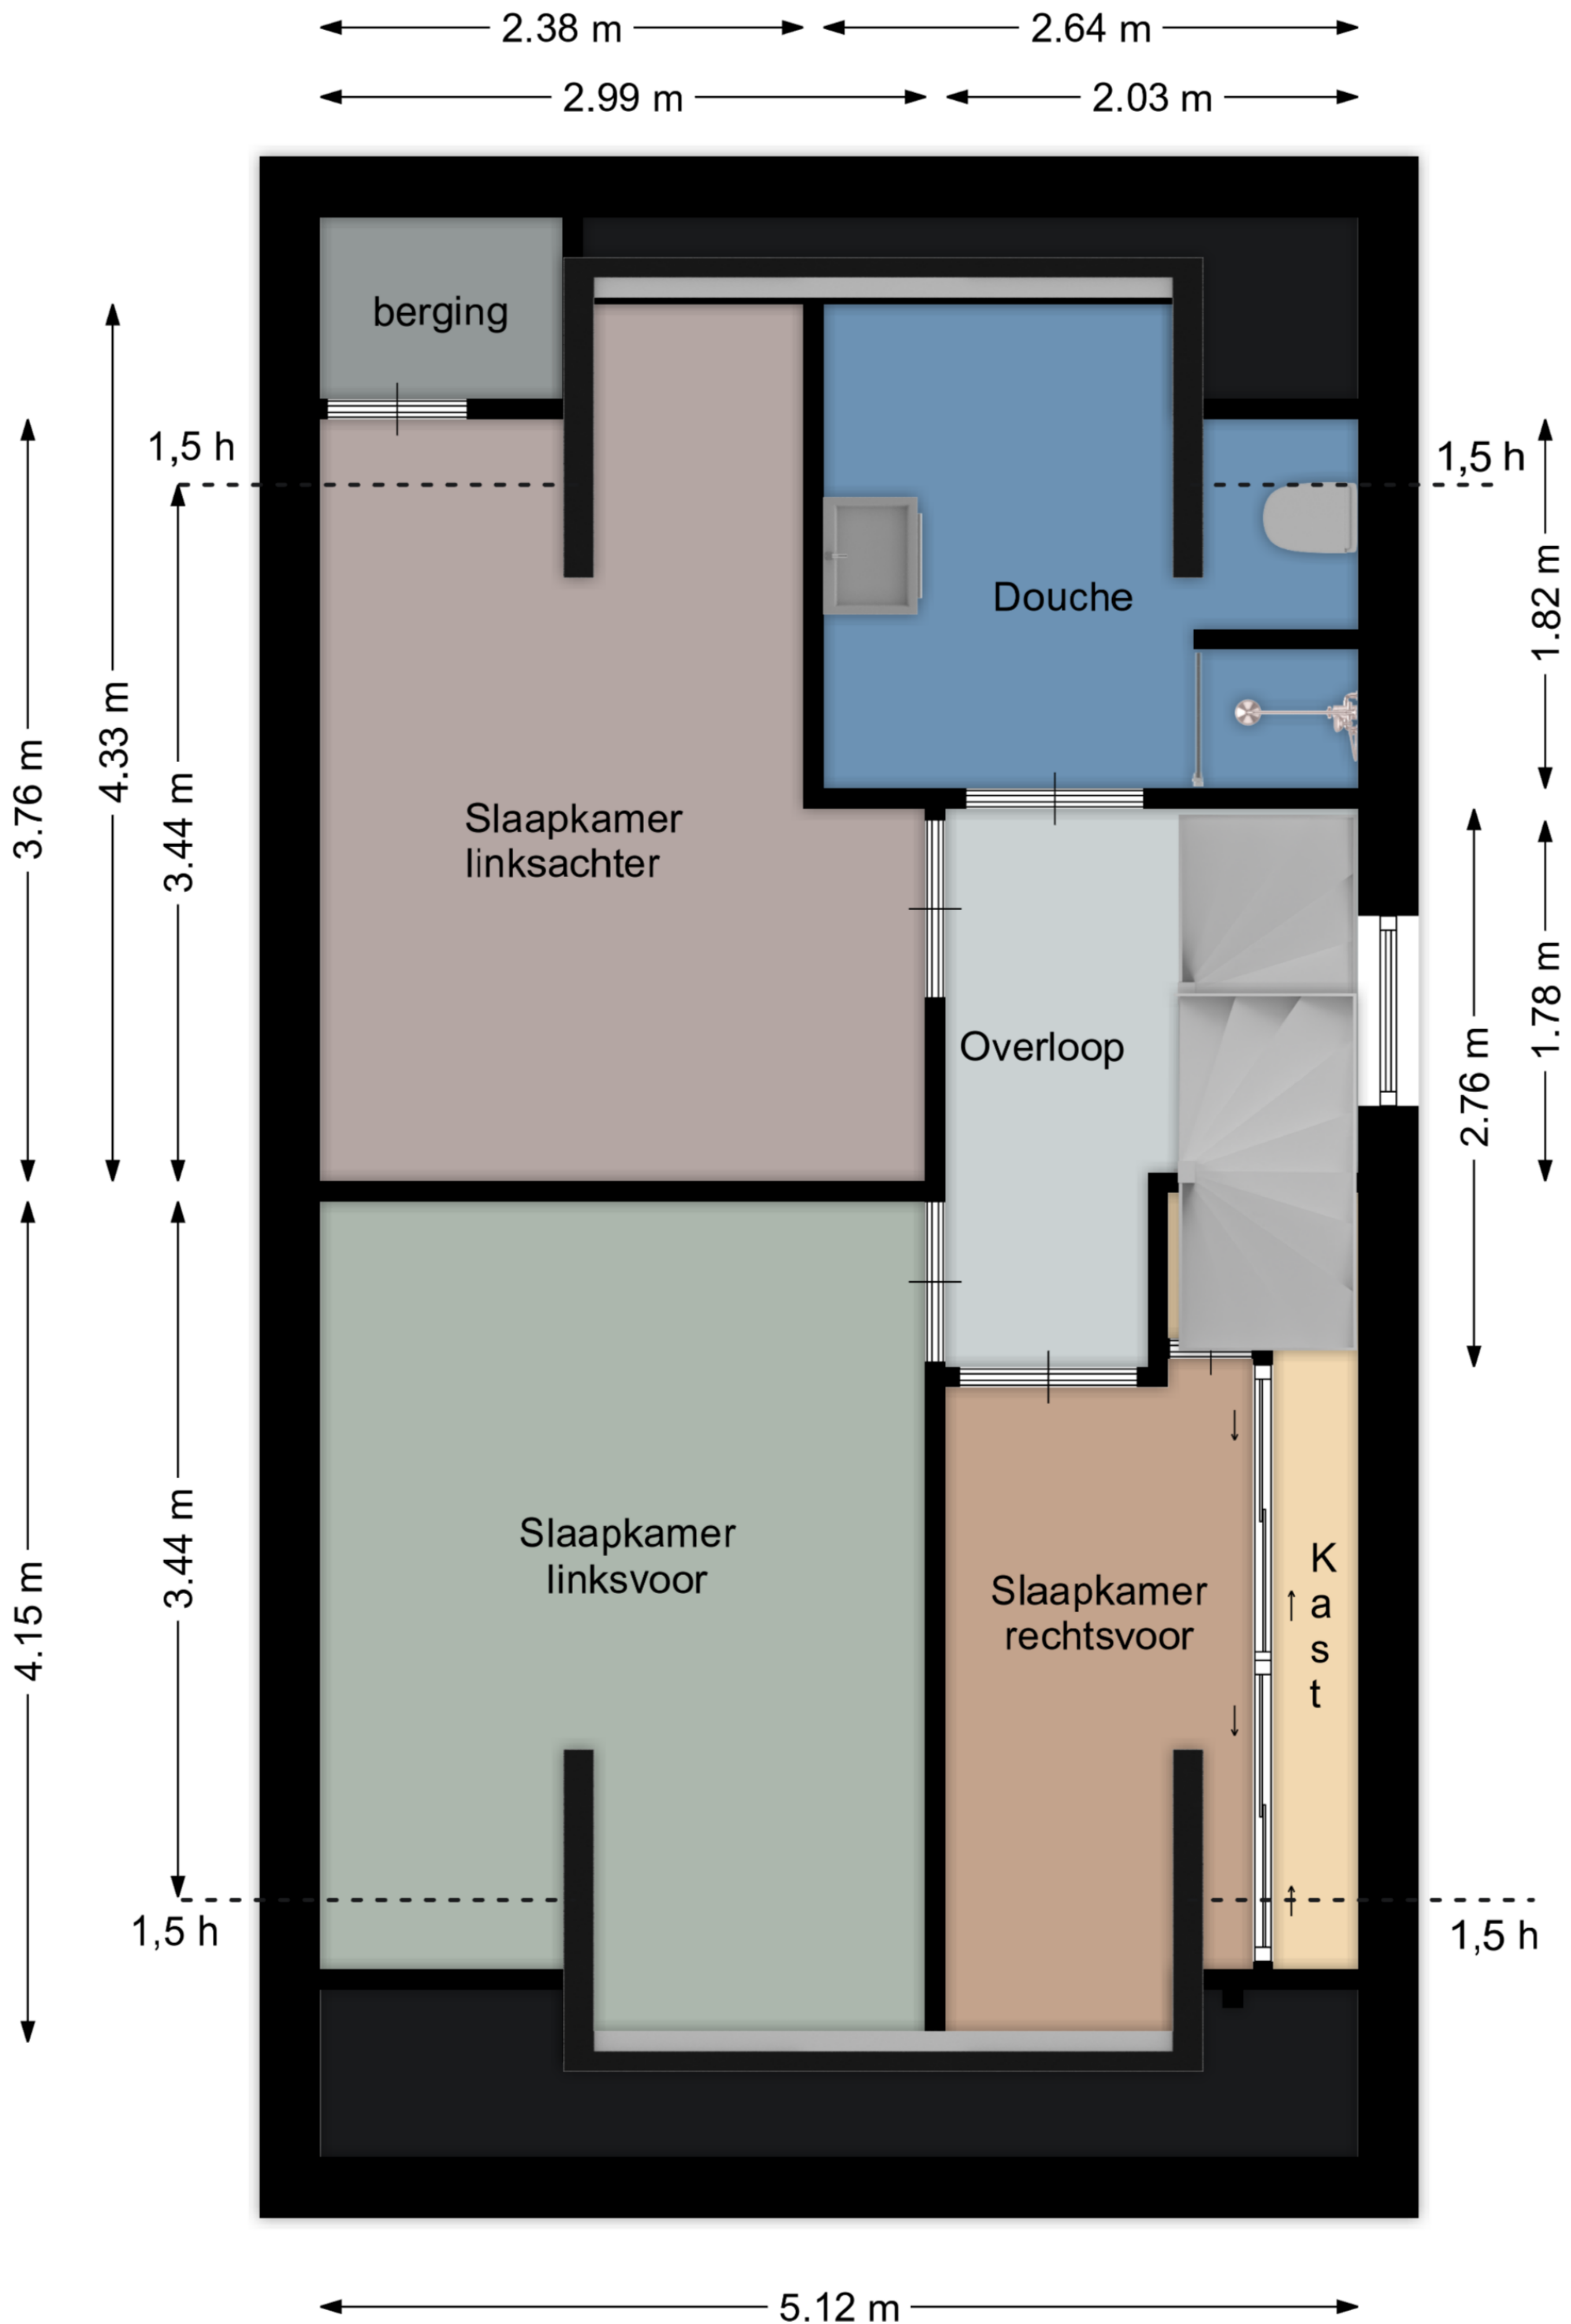 2.38 m
2.64 m
2.99 m
2.03 m
berging
1,5 h
1,5 h
Douche
1.82 m
4.33 m
3.76 m
3.44 m
Slaapkamer
linksachter
Overloop
1.78 m
2.76 m
Slaapkamer
linksvoor
3.44 m
4.15 m
Slaapkamer
rechtsvoor
K
a
s
t
1,5 h
1,5 h
5.12 m